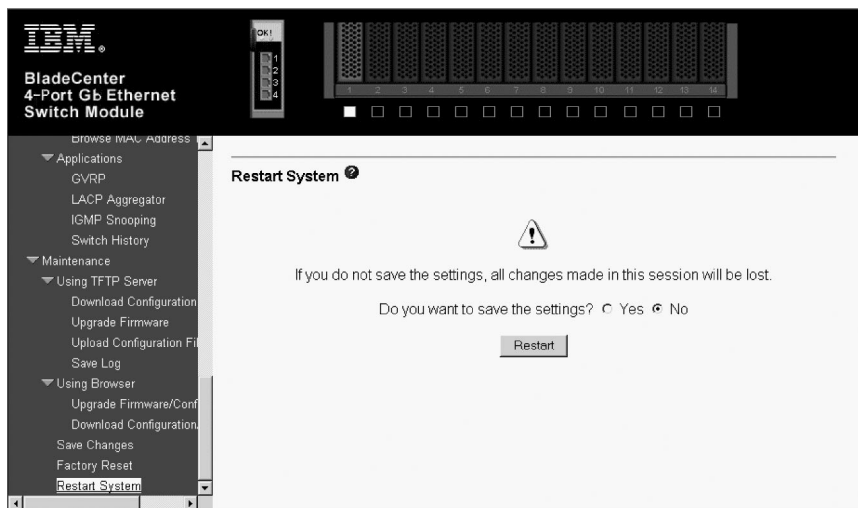 IBM.
BladeCenter
4-Port Gb Ethernet
Switch Module
OK!
1
2
3
4
1 2 3 4 5 6 7 8 9 10 11 12 13 14
Browse MAC Address
Applications
GVRP
LACP Aggregator
IGMP Snooping
Switch History
Maintenance
Using TFTP Server
Download Configuration
Upgrade Firmware
Upload Configuration Fil
Save Log
Using Browser
Upgrade Firmware/Conf
Download Configuration
Save Changes
Factory Reset
Restart System
Restart System ?
!
If you do not save the settings, all changes made in this session will be lost.
Do you want to save the settings? Yes No
Restart